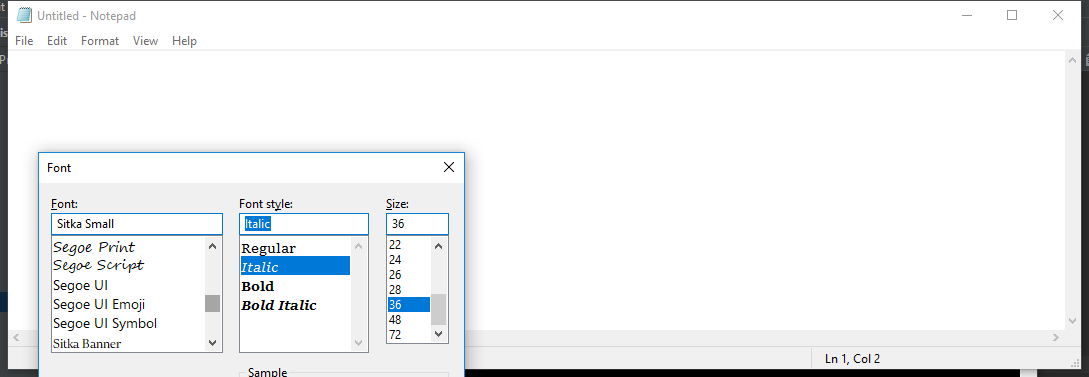 Untitled - Notepad
File Edit Format View Help
Font
Font: Font style: Size:
Sitka Small Italic 36
Segoe Print
Segoe Script
Segoe UI
Segoe UI Emoji
Segoe UI Symbol
Sitka Banner
Regular
Italic
Bold
Bold Italic
22
24
26
28
36
48
72
Sample
Ln 1, Col 2